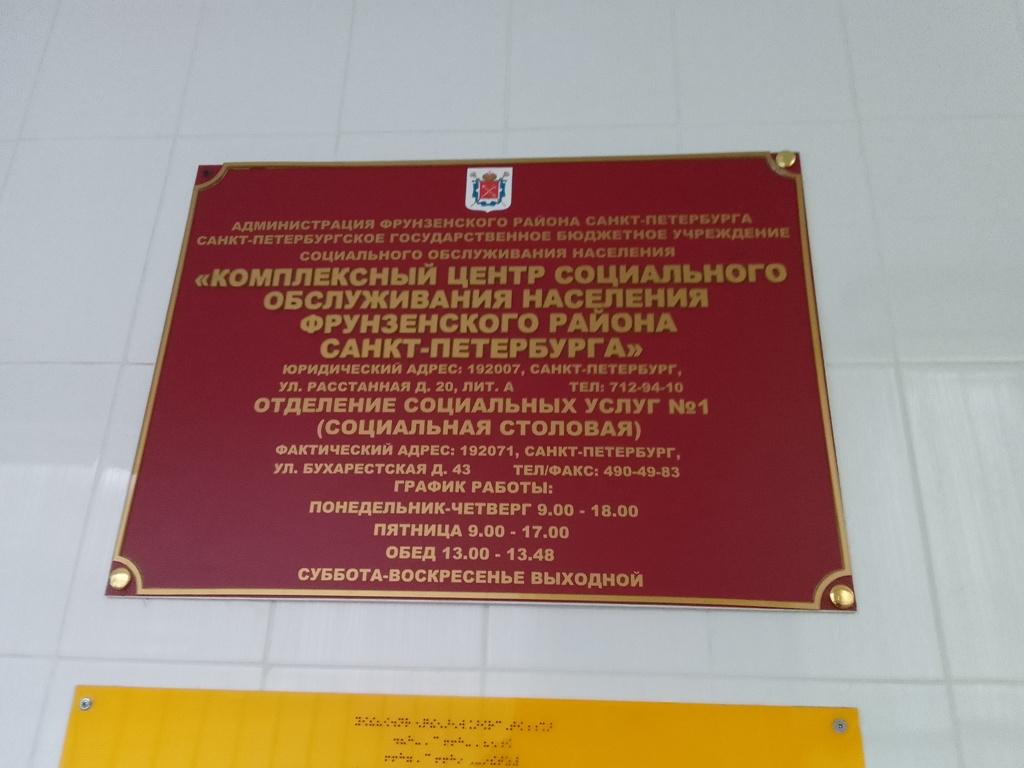 АДМИНИСТРАЦИЯ ФРУНЗЕНСКОГО РАЙОНА САНКТ-ПЕТЕРБУРГА
САНКТ-ПЕТЕРБУРГСКОЕ ГОСУДАРСТВЕННОЕ БЮДЖЕТНОЕ УЧРЕЖДЕНИЕ
СОЦИАЛЬНОГО ОБСЛУЖИВАНИЯ НАСЕЛЕНИЯ
«КОМПЛЕКСНЫЙ ЦЕНТР СОЦИАЛЬНОГО
ОБСЛУЖИВАНИЯ НАСЕЛЕНИЯ
ФРУНЗЕНСКОГО РАЙОНА
САНКТ-ПЕТЕРБУРГА»
ЮРИДИЧЕСКИЙ АДРЕС: 192007, САНКТ-ПЕТЕРБУРГ,
УЛ. РАССТАННАЯ Д. 20, ЛИТ. А ТЕЛ: 712-94-10
ОТДЕЛЕНИЕ СОЦИАЛЬНЫХ УСЛУГ №1
(СОЦИАЛЬНАЯ СТОЛОВАЯ)
ФАКТИЧЕСКИЙ АДРЕС: 192071, САНКТ-ПЕТЕРБУРГ,
УЛ. БУХАРЕСТСКАЯ Д. 43 ТЕЛ/ФАКС: 490-49-83
ГРАФИК РАБОТЫ:
ПОНЕДЕЛЬНИК-ЧЕТВЕРГ 9.00 - 18.00
ПЯТНИЦА 9.00 - 17.00
ОБЕД 13.00 - 13.48
СУББОТА-ВОСКРЕСЕНЬЕ ВЫХОДНОЙ